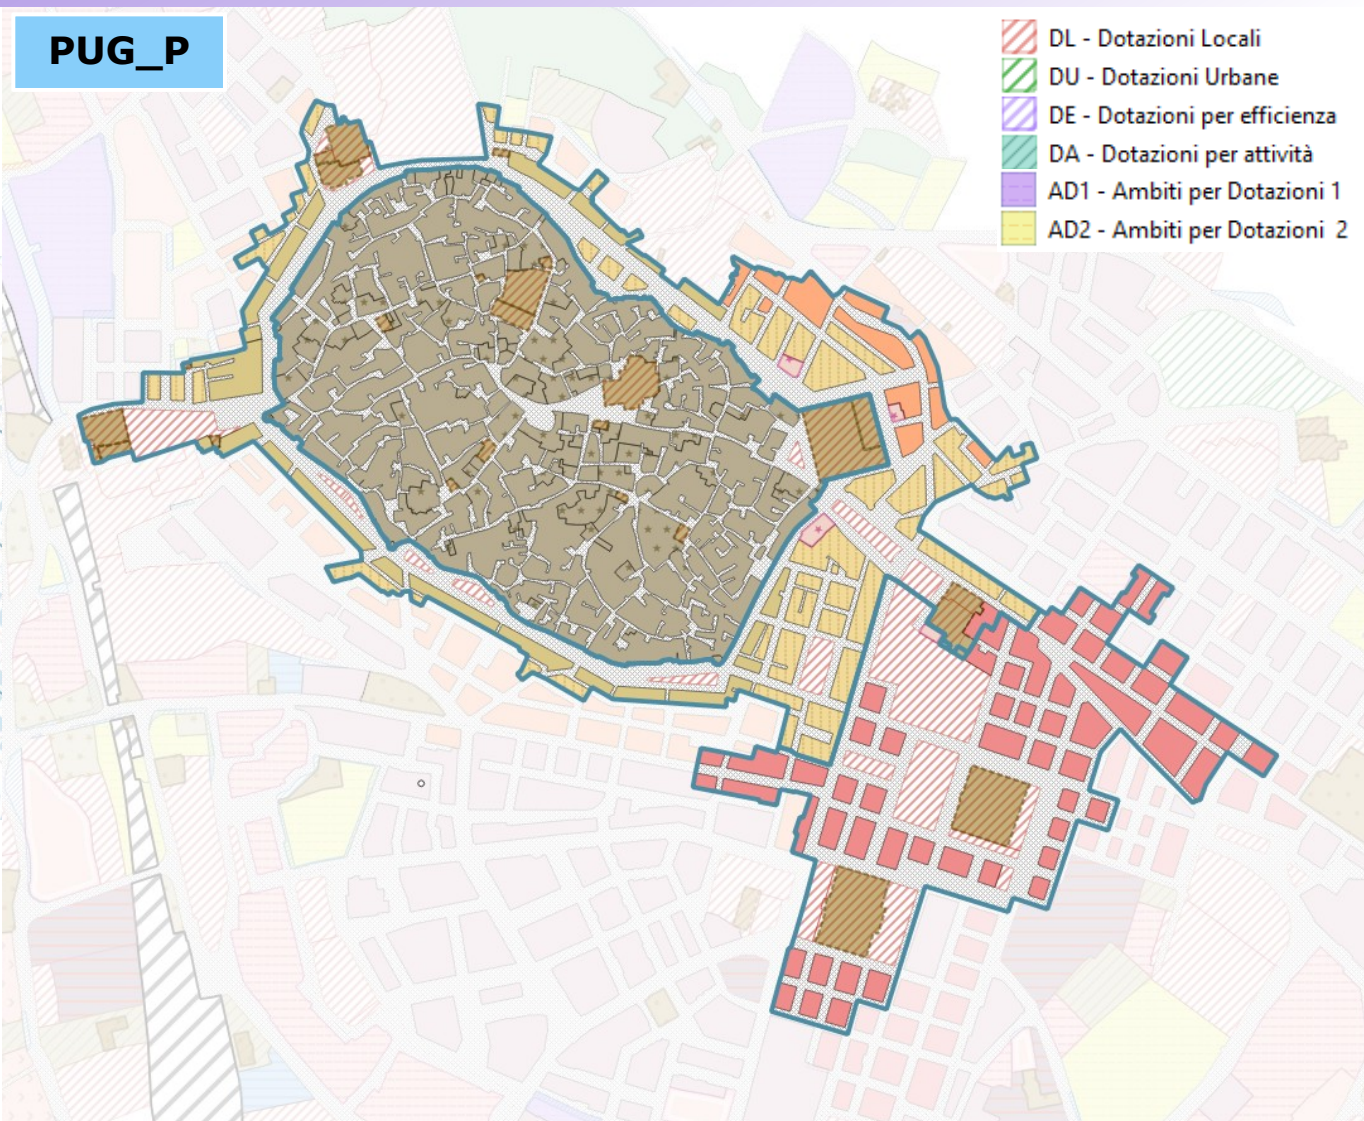 PUG_P
DL - Dotazioni Locali
DU - Dotazioni Urbane
DE - Dotazioni per efficienza
DA - Dotazioni per attività
AD1 - Ambiti per Dotazioni 1
AD2 - Ambiti per Dotazioni 2